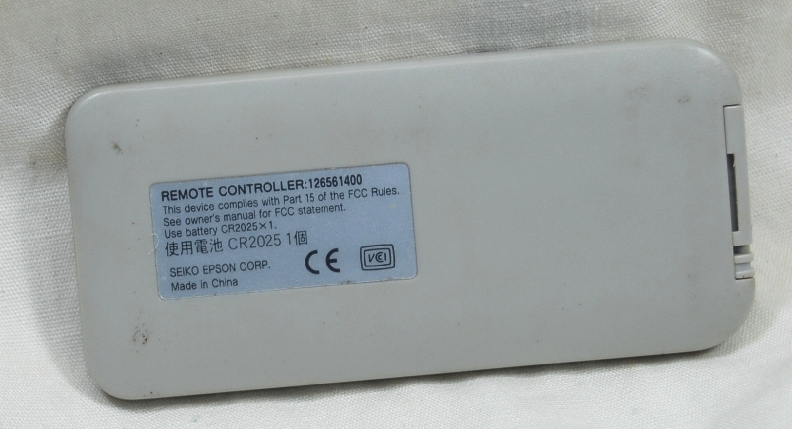 REMOTE CONTROLLER:126561400
This device complies with Part 15 of the FCC Rules.
See owner's manual for FCC statement.
Use battery CR2025×1.
使用電池 CR2025 1個
SEIKO EPSON CORP.
Made in China
CE
VCI